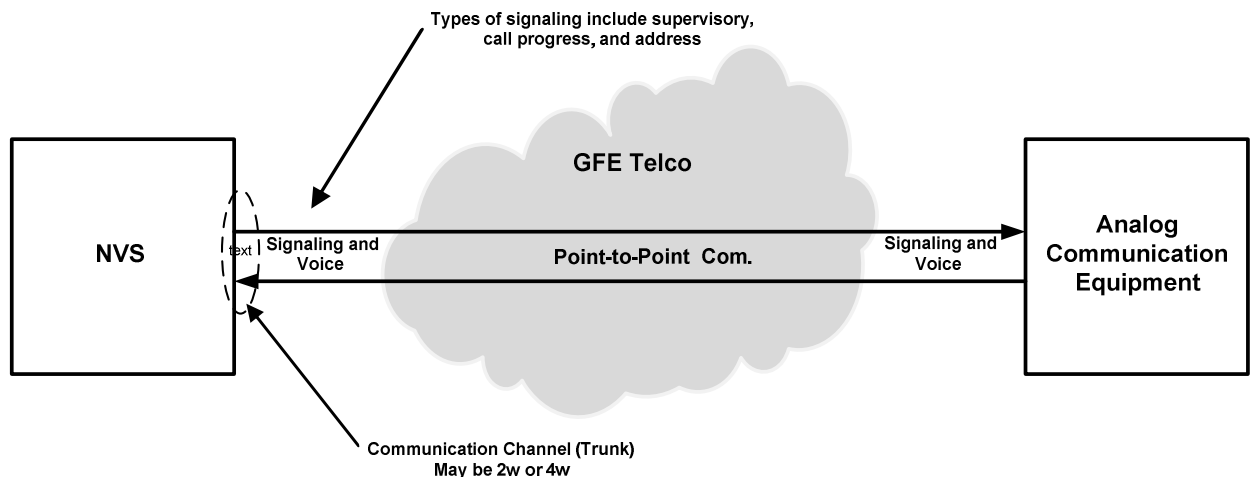 Types of signaling include supervisory,
call progress, and address
GFE Telco
NVS
text
Signaling and
Voice
Point-to-Point Com.
Signaling and
Voice
Analog
Communication
Equipment
Communication Channel (Trunk)
May be 2w or 4w